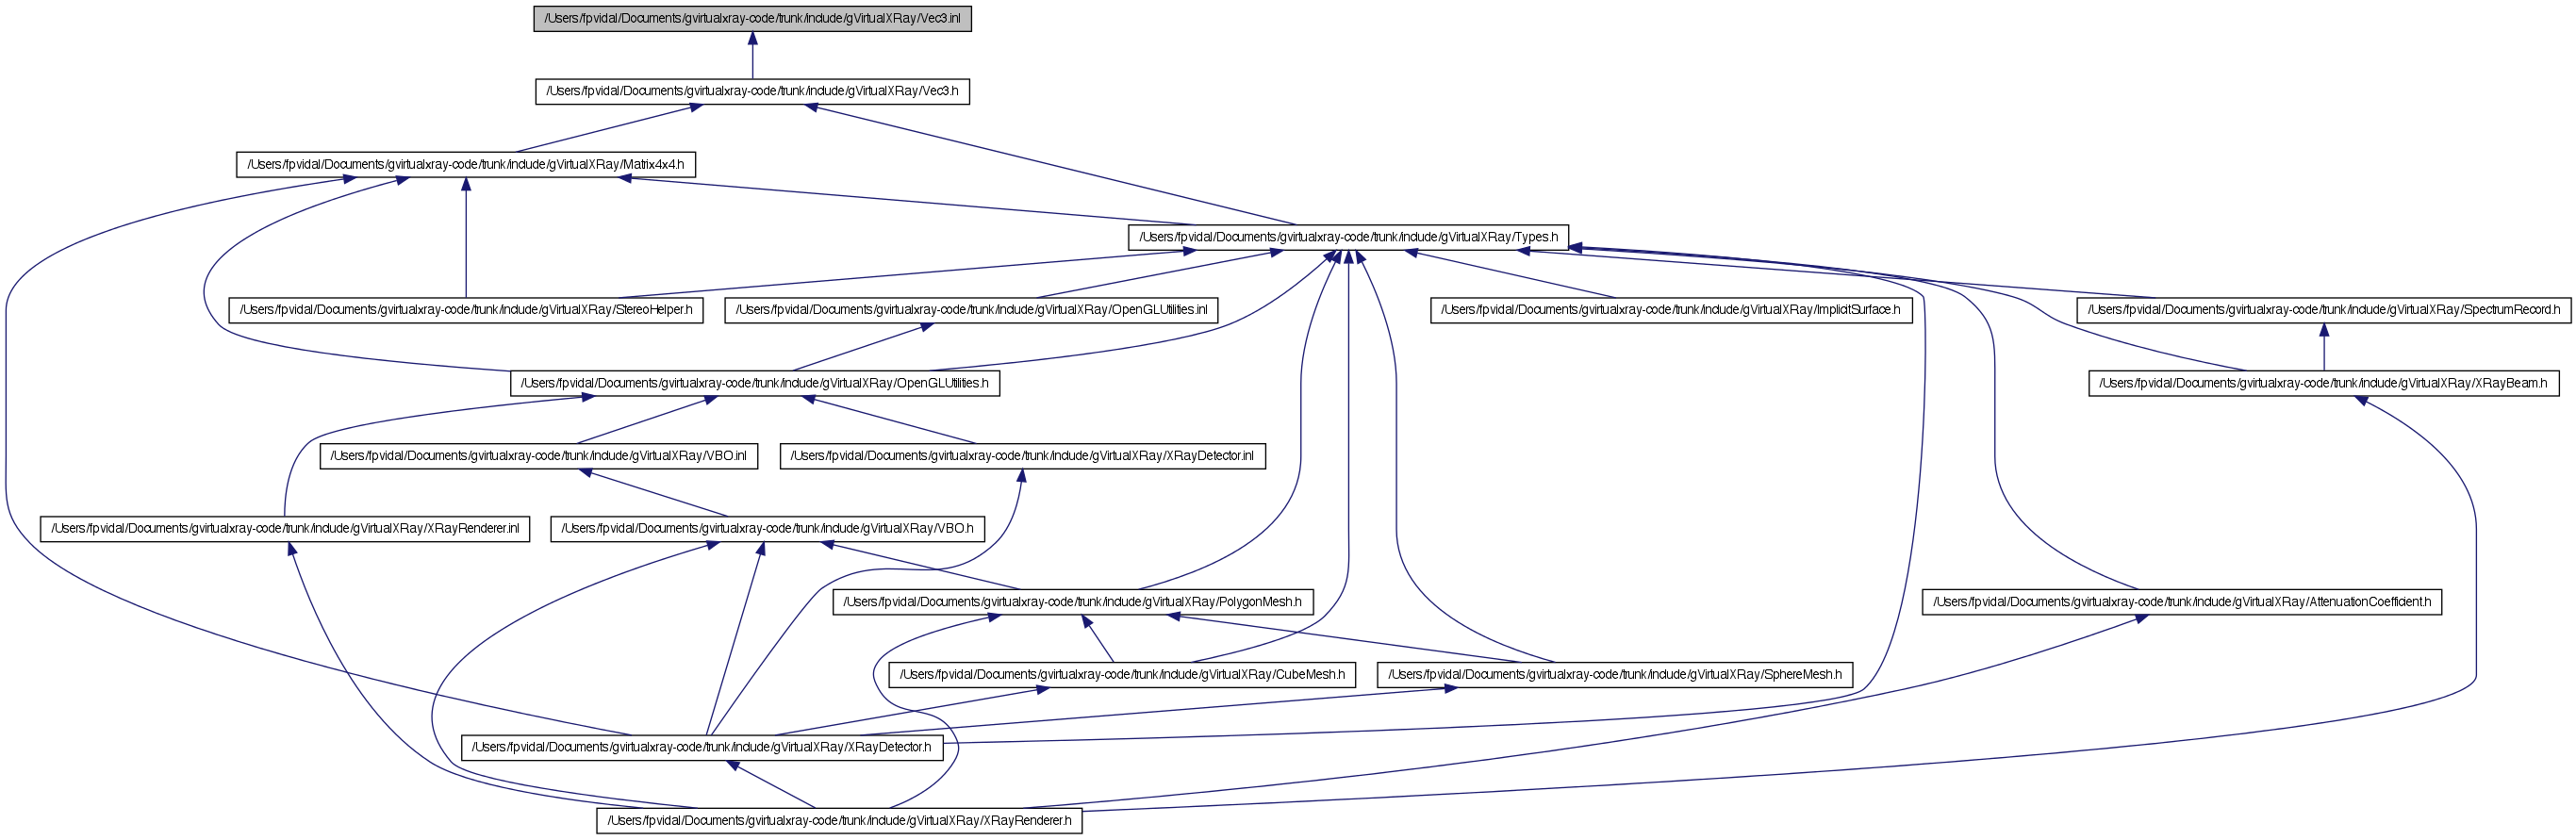 /Users/fpvidal/Documents/gvirtualxray-code/trunk/include/gVirtualXRay/Vec3.inl
/Users/fpvidal/Documents/gvirtualxray-code/trunk/include/gVirtualXRay/Vec3.h
/Users/fpvidal/Documents/gvirtualxray-code/trunk/include/gVirtualXRay/Matrix4x4.h
/Users/fpvidal/Documents/gvirtualxray-code/trunk/include/gVirtualXRay/Types.h
/Users/fpvidal/Documents/gvirtualxray-code/trunk/include/gVirtualXRay/StereoHelper.h
/Users/fpvidal/Documents/gvirtualxray-code/trunk/include/gVirtualXRay/OpenGLUtilities.inl
/Users/fpvidal/Documents/gvirtualxray-code/trunk/include/gVirtualXRay/ImplicitSurface.h
/Users/fpvidal/Documents/gvirtualxray-code/trunk/include/gVirtualXRay/SpectrumRecord.h
/Users/fpvidal/Documents/gvirtualxray-code/trunk/include/gVirtualXRay/OpenGLUtilities.h
/Users/fpvidal/Documents/gvirtualxray-code/trunk/include/gVirtualXRay/XRayBeam.h
/Users/fpvidal/Documents/gvirtualxray-code/trunk/include/gVirtualXRay/VBO.inl
/Users/fpvidal/Documents/gvirtualxray-code/trunk/include/gVirtualXRay/XRayDetector.inl
/Users/fpvidal/Documents/gvirtualxray-code/trunk/include/gVirtualXRay/XRayRenderer.inl
/Users/fpvidal/Documents/gvirtualxray-code/trunk/include/gVirtualXRay/VBO.h
/Users/fpvidal/Documents/gvirtualxray-code/trunk/include/gVirtualXRay/PolygonMesh.h
/Users/fpvidal/Documents/gvirtualxray-code/trunk/include/gVirtualXRay/AttenuationCoefficient.h
/Users/fpvidal/Documents/gvirtualxray-code/trunk/include/gVirtualXRay/CubeMesh.h
/Users/fpvidal/Documents/gvirtualxray-code/trunk/include/gVirtualXRay/SphereMesh.h
/Users/fpvidal/Documents/gvirtualxray-code/trunk/include/gVirtualXRay/XRayDetector.h
/Users/fpvidal/Documents/gvirtualxray-code/trunk/include/gVirtualXRay/XRayRenderer.h